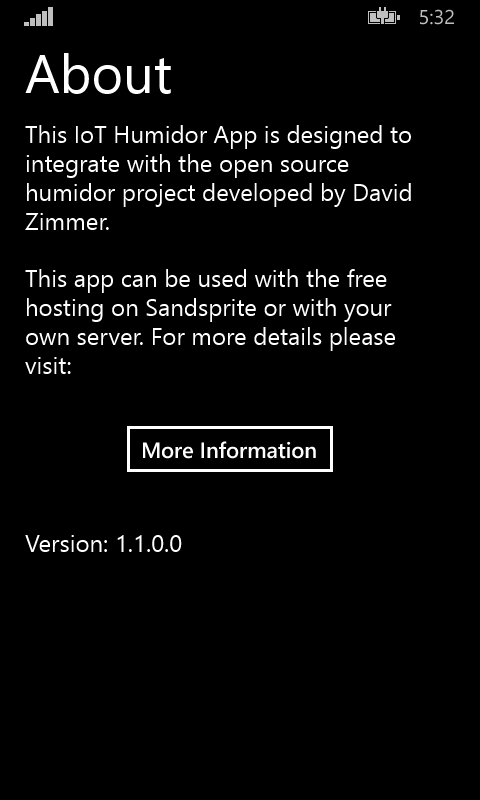 5:32
About
This IoT Humidor App is designed to
integrate with the open source
humidor project developed by David
Zimmer.
This app can be used with the free
hosting on Sandsprite or with your
own server. For more details please
visit:
More Information
Version: 1.1.0.0